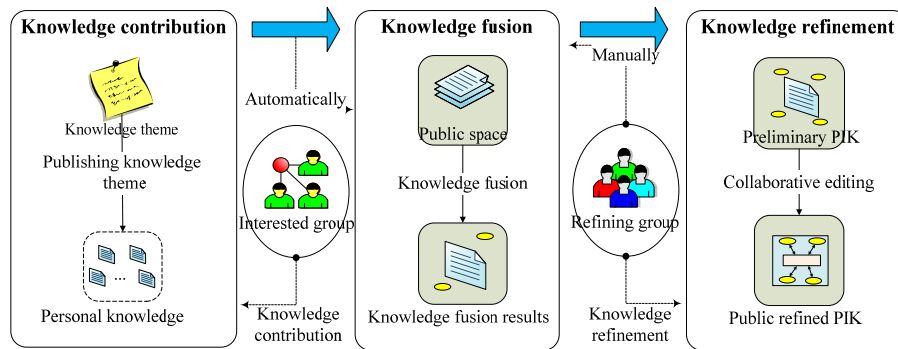 Knowledge contribution
Knowledge theme
Publishing knowledge
theme
...
Personal knowledge
Automatically
Interested group
Knowledge
contribution
Knowledge fusion
Public space
Knowledge fusion
Knowledge fusion results
Manually
Refining group
Knowledge
refinement
Knowledge refinement
Preliminary PIK
Collaborative editing
Public refined PIK